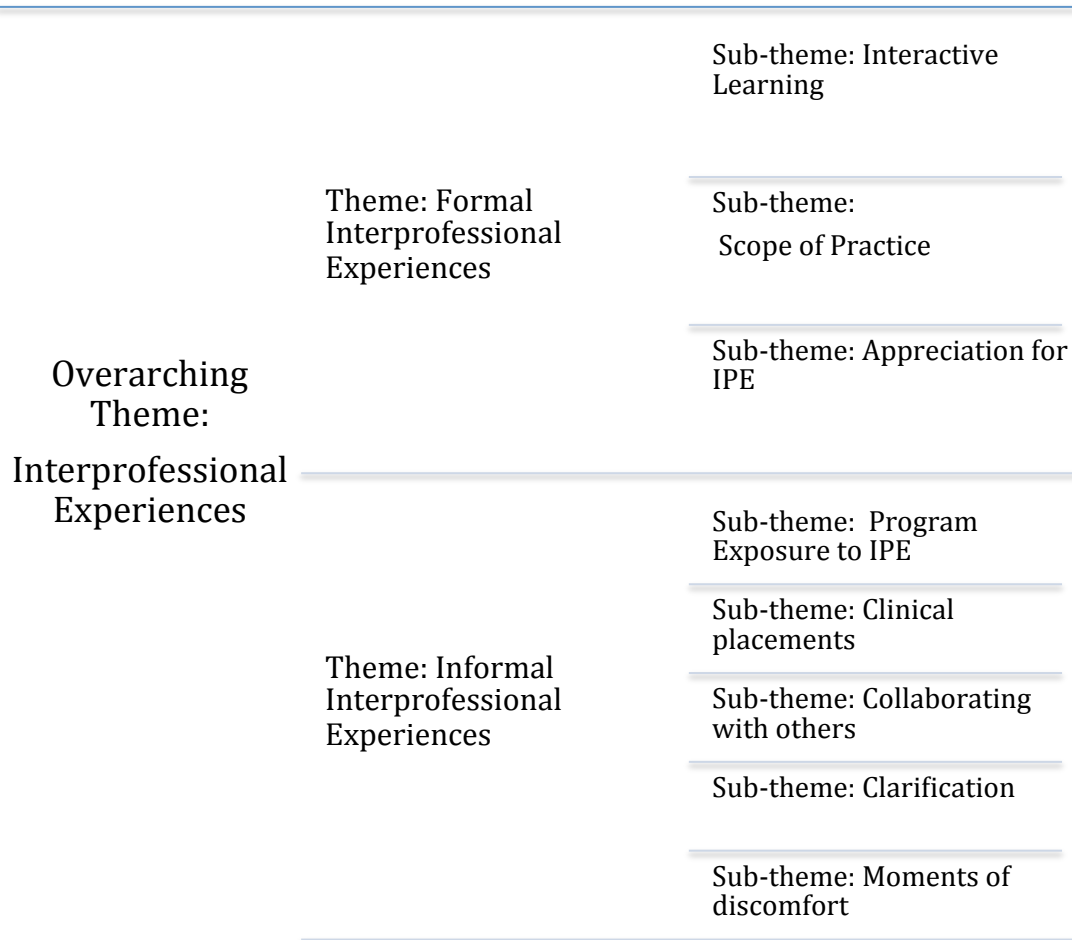 Overarching
Theme:
Interprofessional
Experiences
Theme: Formal
Interprofessional
Experiences
Sub-theme: Interactive
Learning
Sub-theme:
Scope of Practice
Sub-theme: Appreciation for
IPE
Theme: Informal
Interprofessional
Experiences
Sub-theme:  Program
Exposure to IPE
Sub-theme: Clinical
placements
Sub-theme: Collaborating
with others
Sub-theme: Clarification
Sub-theme: Moments of
discomfort